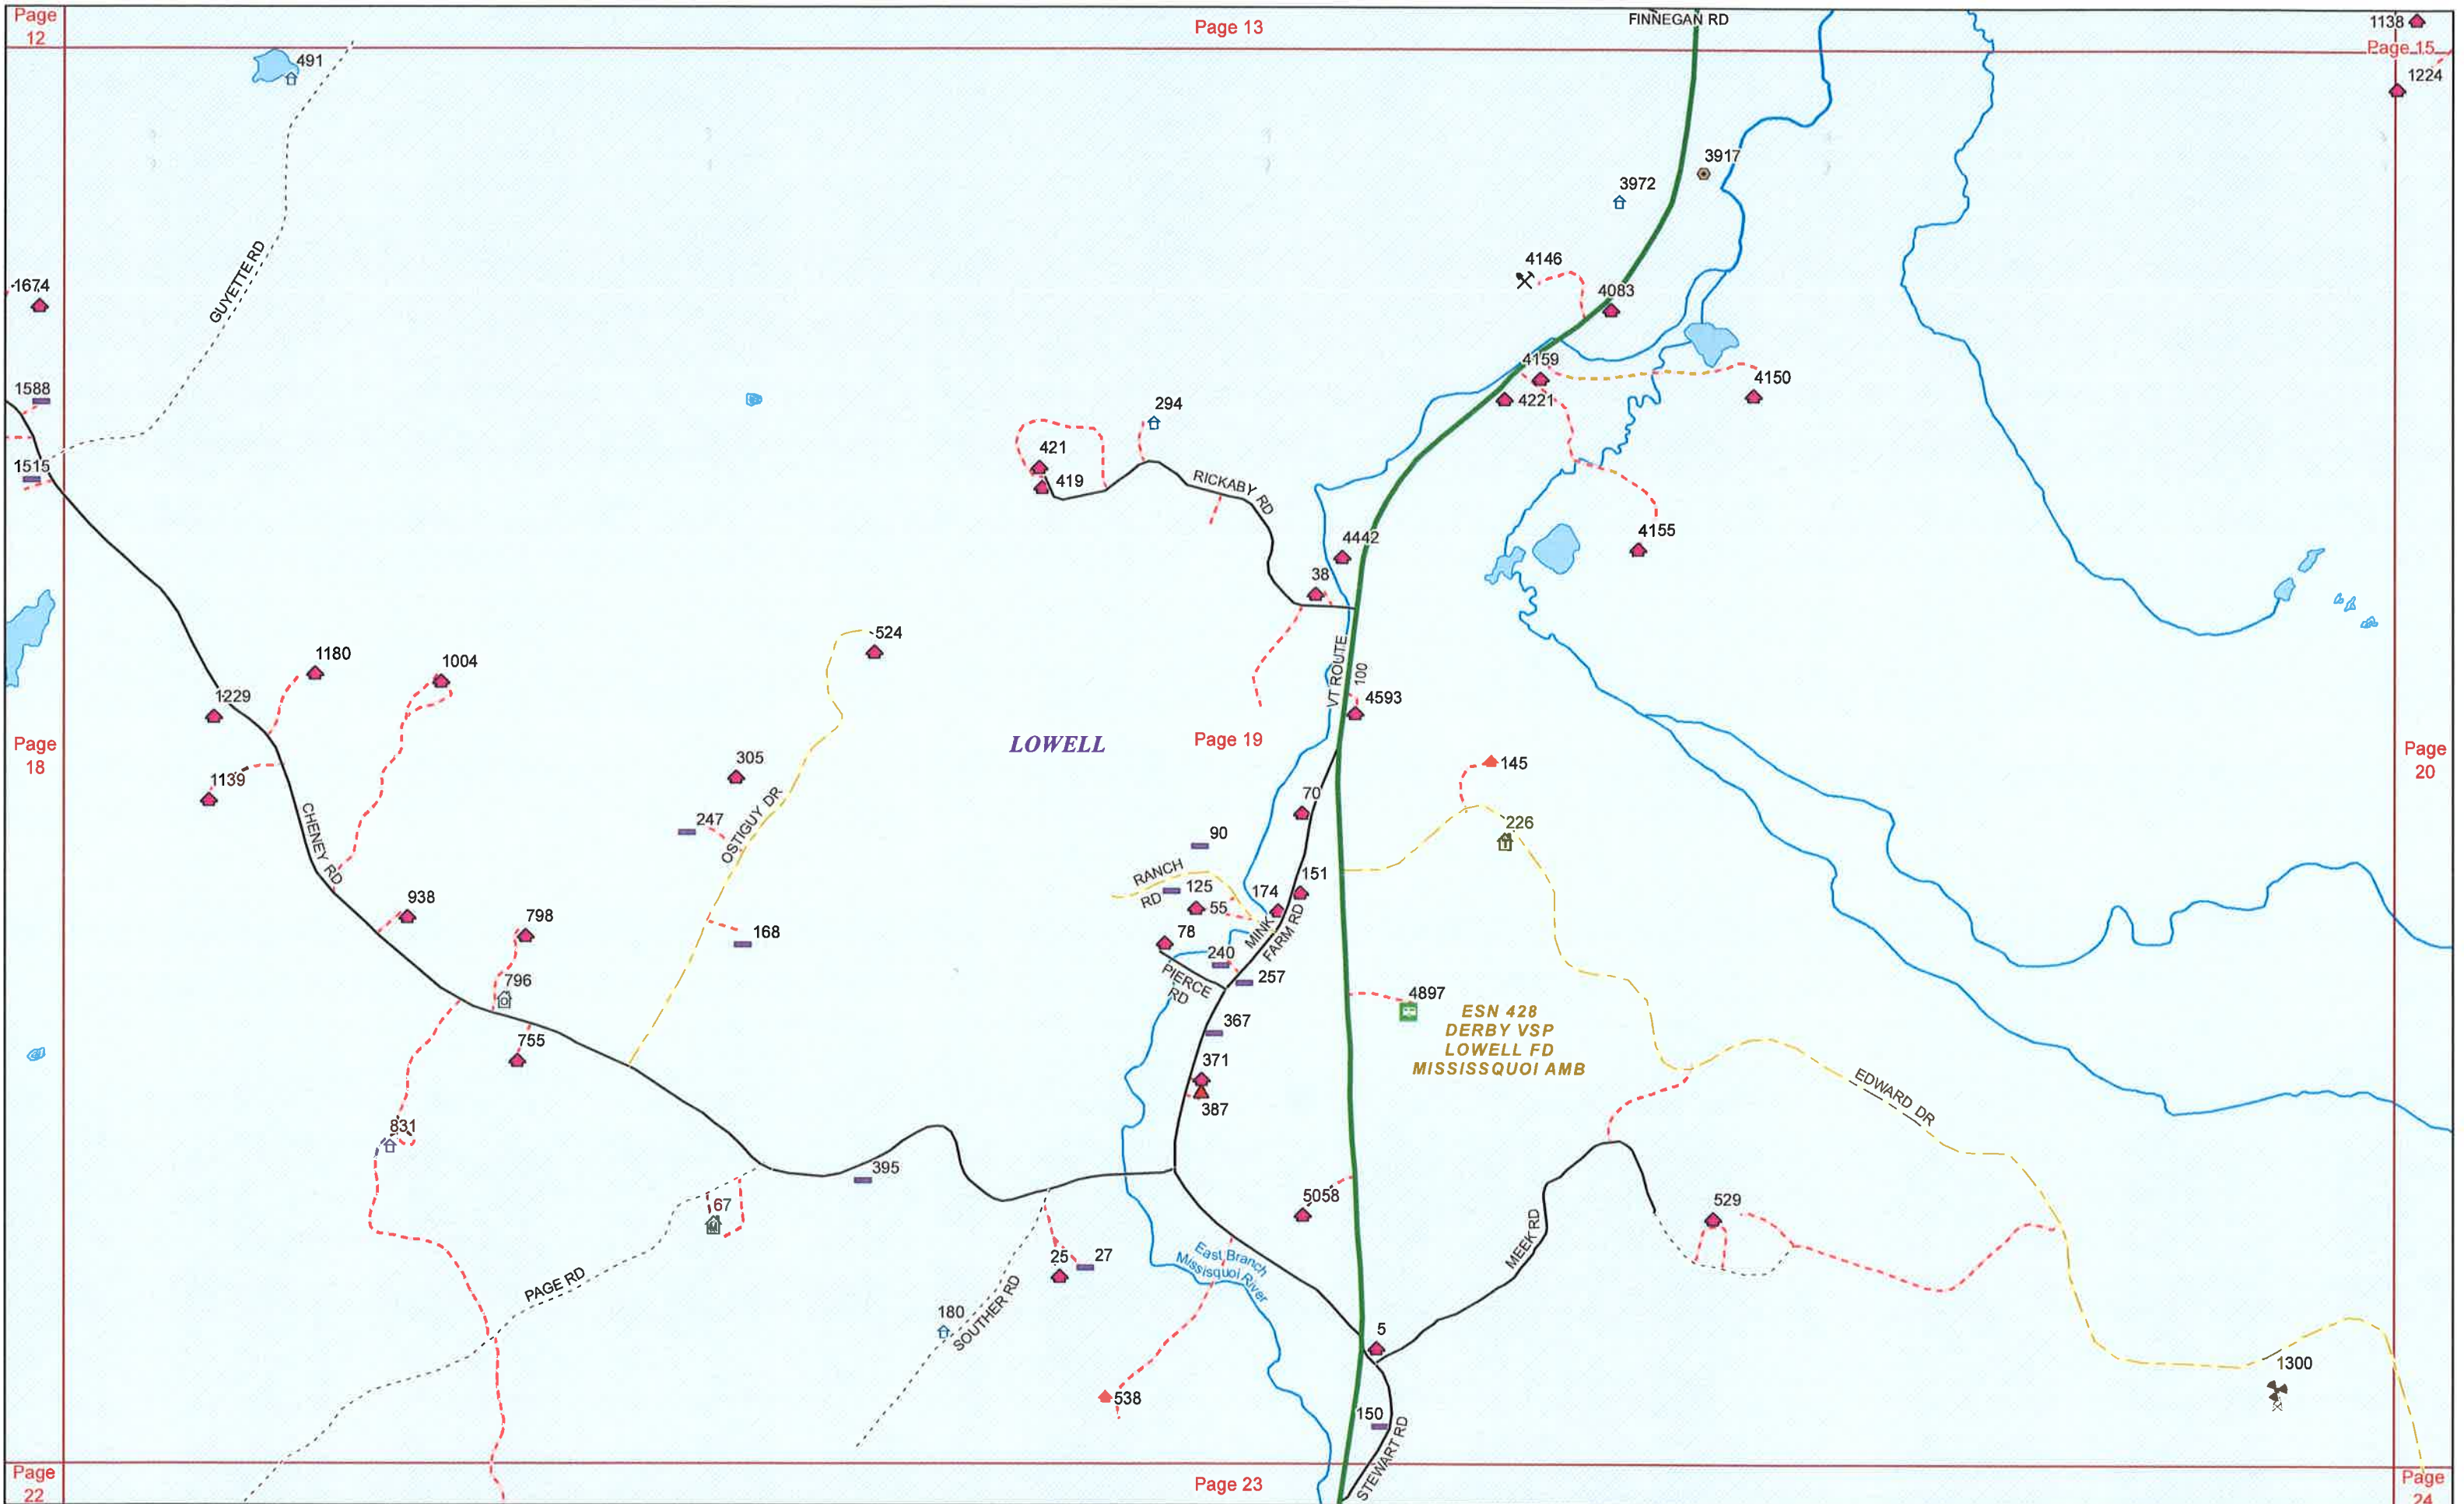 Page
12
Page 13
FINNEGAN RD
1138
Page 15
1224
491
3917
3972
GUYETTE RD
4146
4083
1674
4159
4150
4221
1588
294
421
419
RICKABY RD
1515
4442
4155
38
524
1180
1004
1229
VT ROUTE
100
4593
LOWELL
Page 19
Page
18
Page
20
305
145
1139
OSTIGUY DR
247
70
226
CHENEY RD
90
RANCH
RD
125
174
151
55
938
798
168
MINK
FARM RD
78
240
257
PIERCE
RD
796
4897
367
ESN 428
DERBY VSP
LOWELL FD
MISSISSQUOI AMB
755
371
387
EDWARD DR
831
395
67
5058
529
MEEK RD
25
27
East Branch
Missisquoi River
PAGE RD
180
SOUTHER RD
5
1300
538
150
STEWART RD
Page
22
Page 23
Page
24